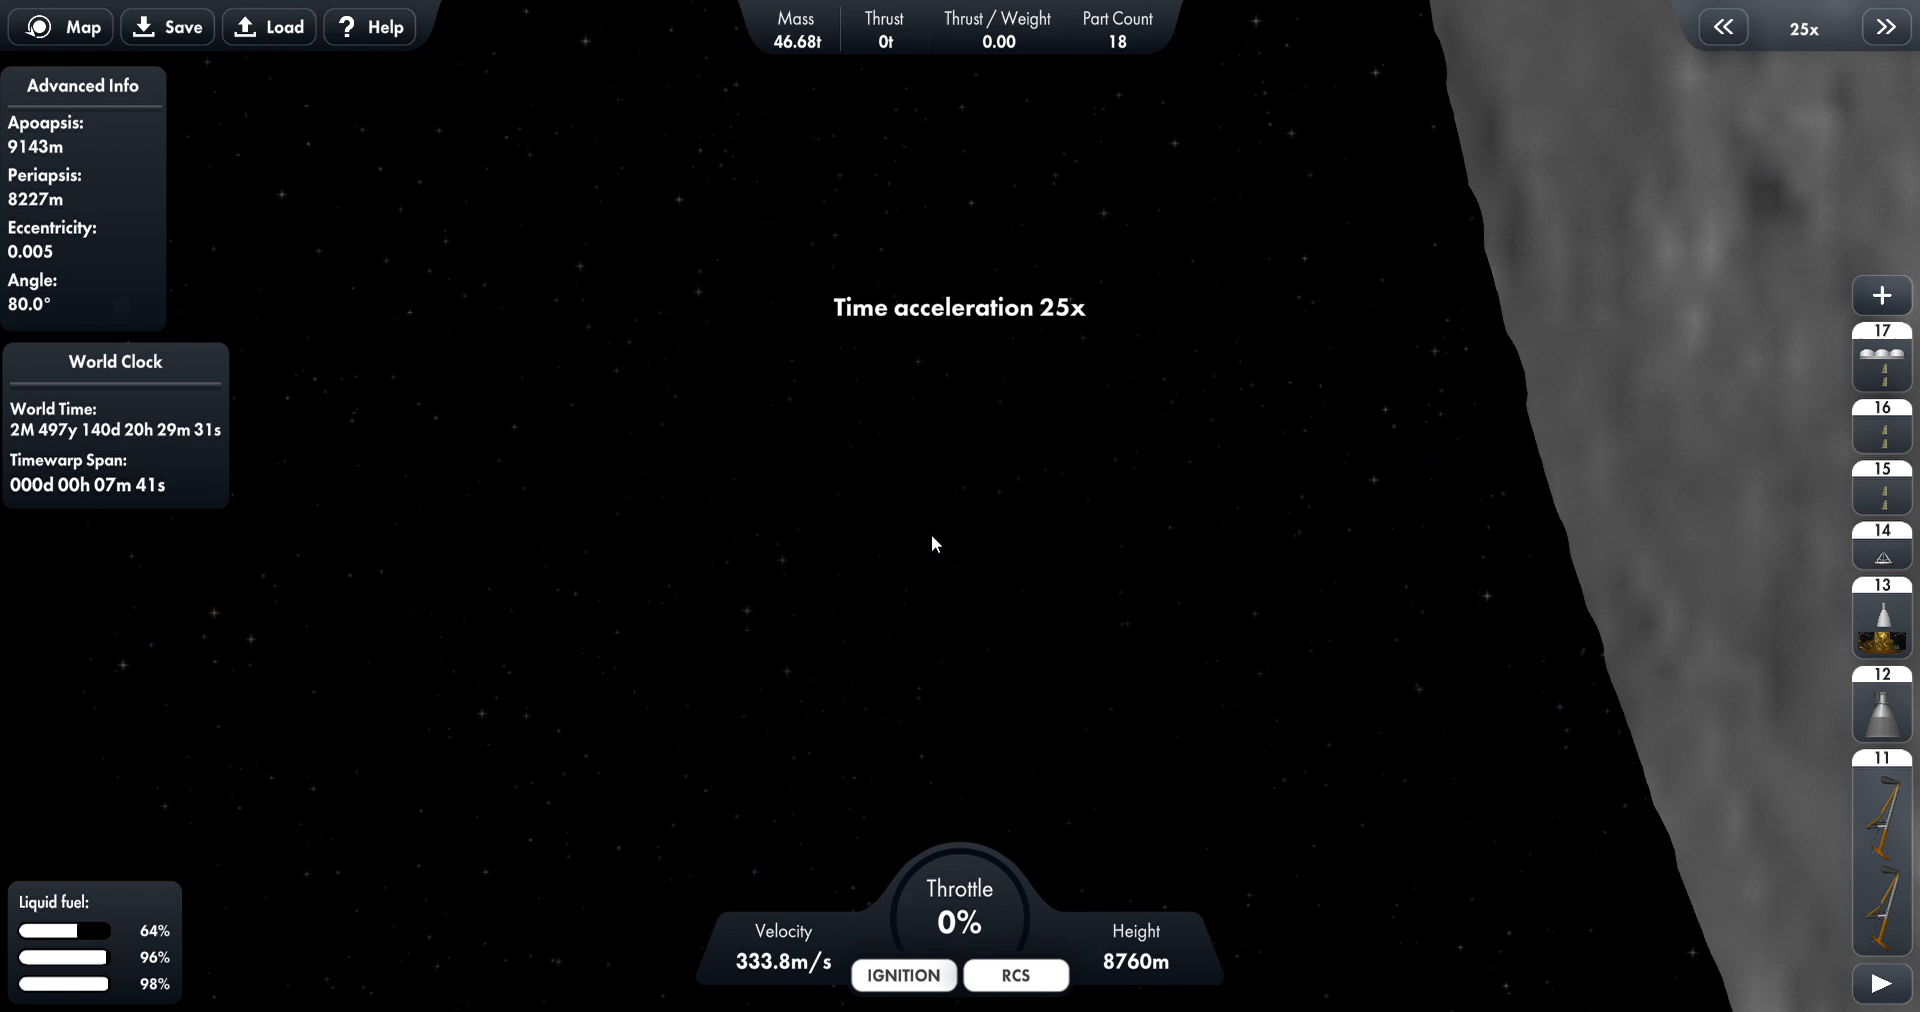 Map
Save
Load
? Help
Mass
46.68t
Thrust
0t
Thrust / Weight
0.00
Part Count
18
25x
Advanced Info
Apoapsis:
9143m
Periapsis:
8227m
Eccentricity:
0.005
Angle:
80.0°
World Clock
World Time:
2M 497y 140d 20h 29m 31s
Timewarp Span:
000d 00h 07m 41s
Time acceleration 25x
17
16
15
14
13
12
11
Liquid fuel:
64%
96%
98%
Throttle
0%
Velocity
333.8m/s
IGNITION
RCS
Height
8760m